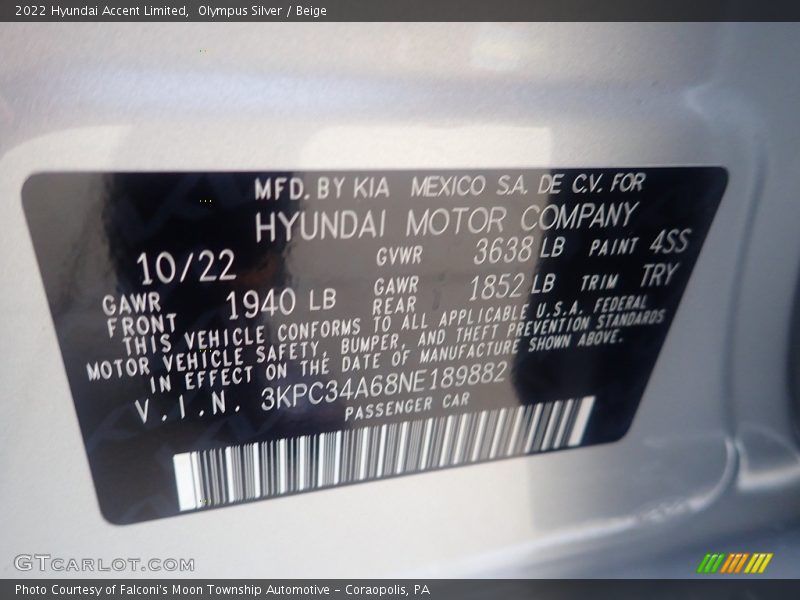 2022 Hyundai Accent Limited,  Olympus Silver / Beige
MFD. BY KIA MEXICO S.A. DE C.V. FOR
HYUNDAI MOTOR COMPANY
10/22 GVWR 3638 LB PAINT 4SS
GAWR FRONT 1940 LB GAWR REAR 1852 LB TRIM TRY
THIS VEHICLE CONFORMS TO ALL APPLICABLE U.S.A. FEDERAL
MOTOR VEHICLE SAFETY, BUMPER, AND THEFT PREVENTION STANDARDS
IN EFFECT ON THE DATE OF MANUFACTURE SHOWN ABOVE.
V.I.N. 3KPC34A68NE189882
PASSENGER CAR
GTCARLOT.COM
Photo Courtesy of Falconi's Moon Township Automotive – Coraopolis, PA